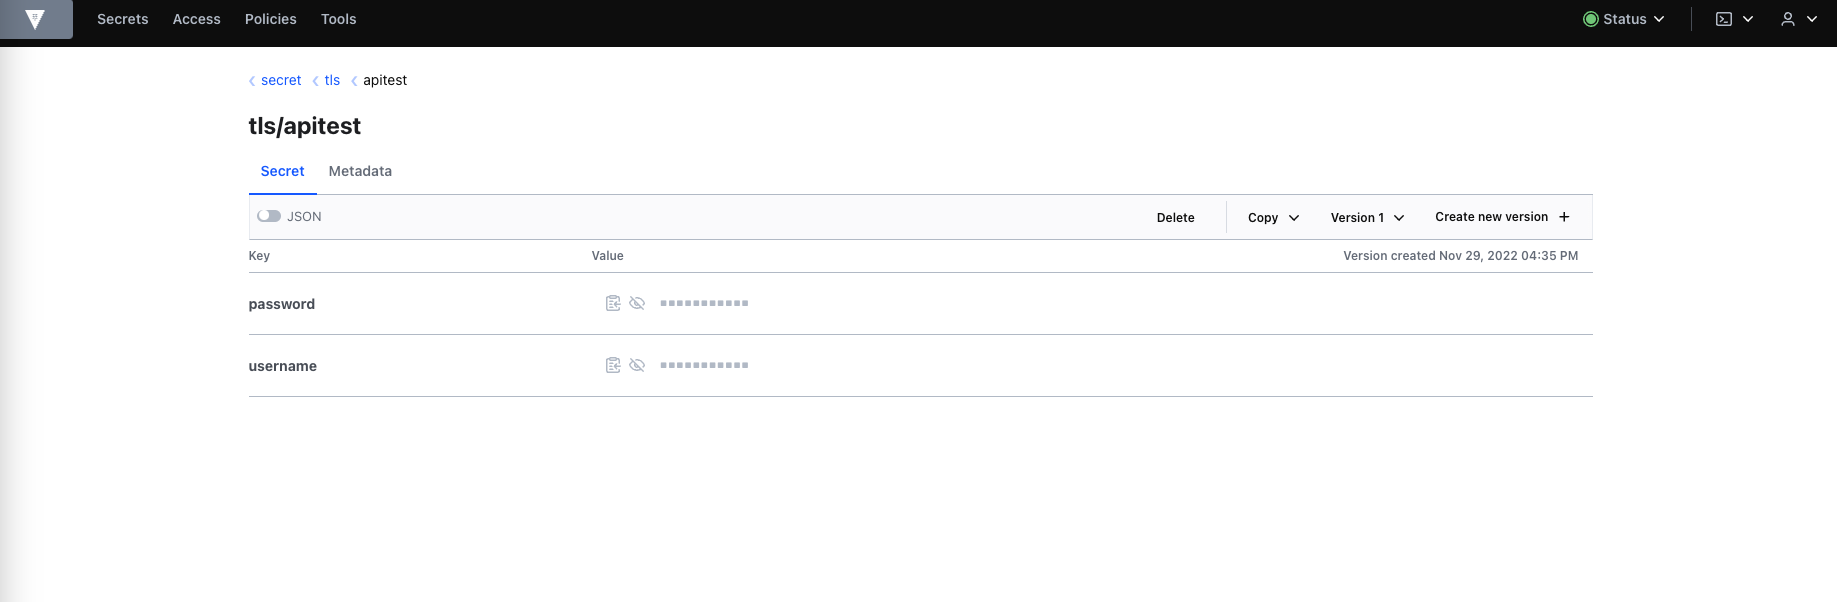 Secrets Access Policies Tools Status
secret tls apitest
tls/apitest
Secret Metadata
JSON Delete Copy Version 1 Create new version +
Key Value Version created Nov 29, 2022 04:35 PM
password
username